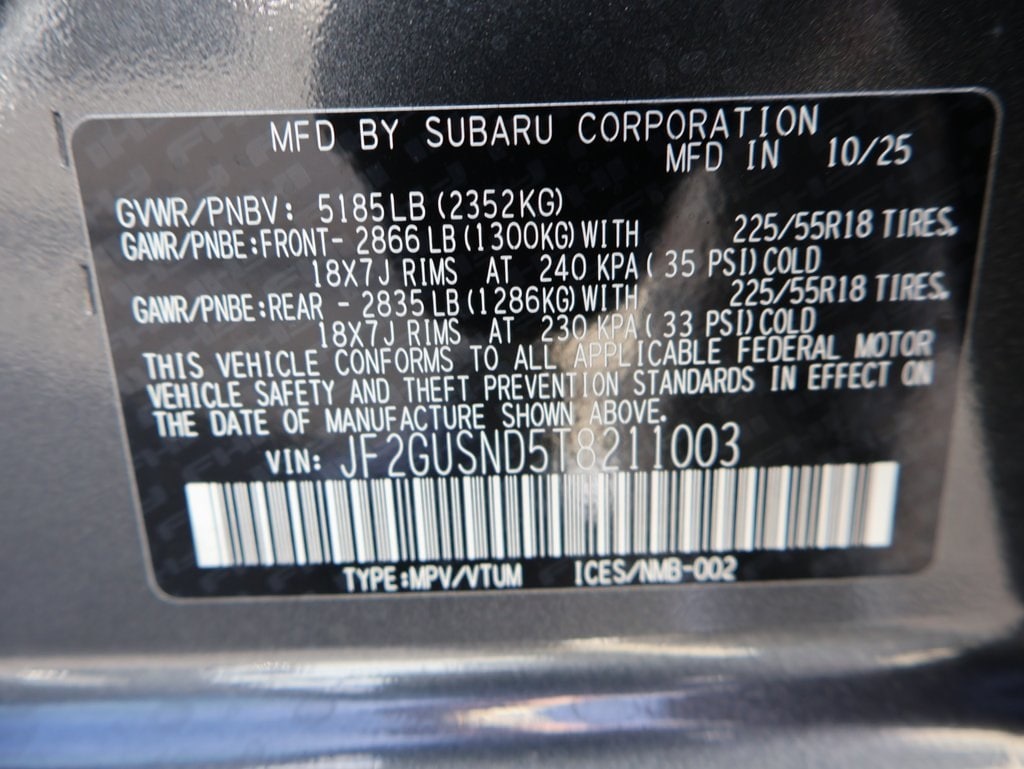 MFD BY SUBARU CORPORATION
MFD IN 10/25
GVWR/PNBV: 5185LB (2352KG)
GAWR/PNBE:FRONT- 2866 LB (1300KG) WITH 225/55R18 TIRES.
18X7J RIMS AT 240 KPA ( 35 PSI) COLD
GAWR/PNBE:REAR - 2835 LB (1286KG) WITH 225/55R18 TIRES.
18X7J RIMS AT 230 KPA ( 33 PSI) COLD
THIS VEHICLE CONFORMS TO ALL APPLICABLE FEDERAL MOTOR
VEHICLE SAFETY AND THEFT PREVENTION STANDARDS IN EFFECT ON
THE DATE OF MANUFACTURE SHOWN ABOVE.
VIN: JF2GUSND5T8211003
TYPE:MPV/VTUM ICES/NMB-002